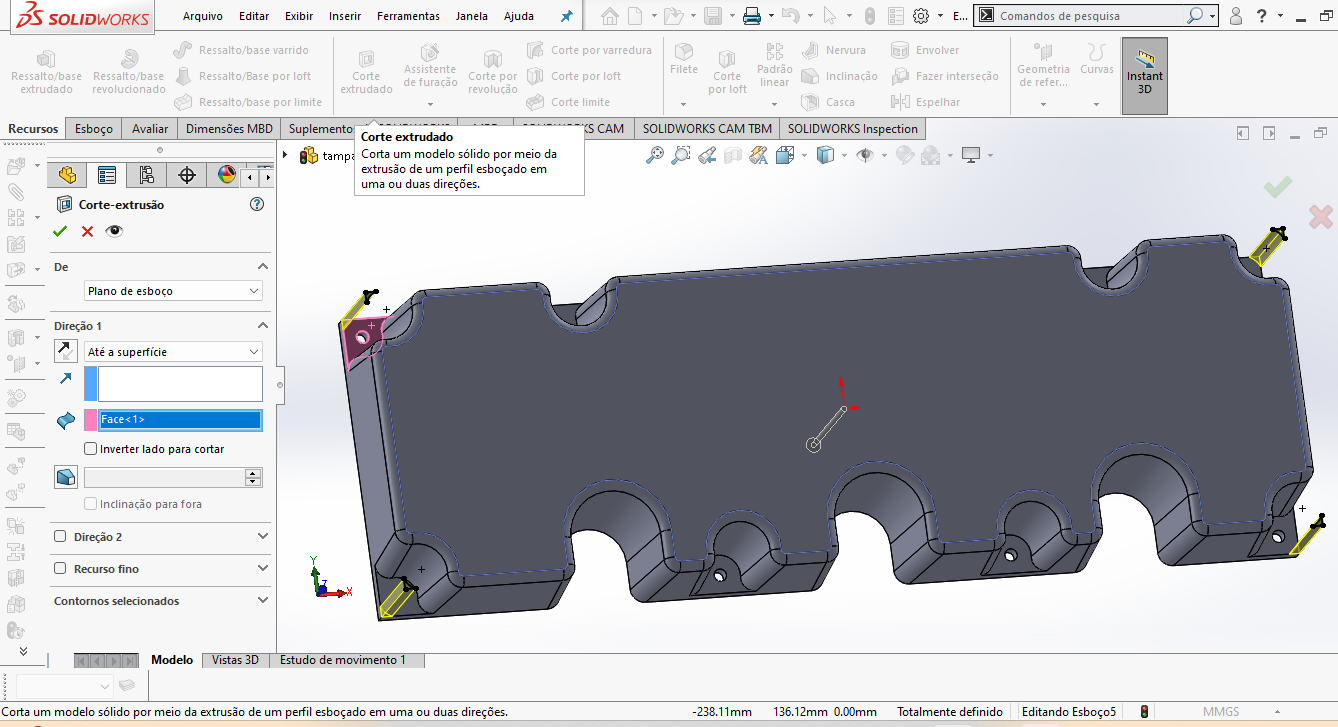 SOLIDWORKS
Arquivo Editar Exibir Inserir Ferramentas Janela Ajuda
E...
Comandos de pesquisa
?
Ressalto/base extrudado
Ressalto/base revolucionado
Ressalto/base varrido
Ressalto/Base por loft
Ressalto/base por limite
Corte extrudado
Assistente de furação
Corte por revolução
Corte por varredura
Corte por loft
Corte limite
Filete
Corte por loft
Padrão linear
Nervura
Inclinação
Casca
Envolver
Fazer interseção
Espelhar
Geometria de refer...
Curvas
Instant 3D
Recursos Esboço Avaliar Dimensões MBD Suplemento SOLIDWORKS CAM SOLIDWORKS CAM TBM SOLIDWORKS Inspection
Corte extrudado
Corta um modelo sólido por meio da
extrusão de um perfil esboçado em
uma ou duas direções.
tampa
Corte-extrusão
?
De
Plano de esboço
Direção 1
Até a superfície
Face<1>
Inverter lado para cortar
Inclinação para fora
Direção 2
Recurso fino
Contornos selecionados
Y
Z
X
Modelo Vistas 3D Estudo de movimento 1
Corta um modelo sólido por meio da extrusão de um perfil esboçado em uma ou duas direções.
-238.11mm 136.12mm 0.00mm Totalmente definido Editando Esboço5 MMGS